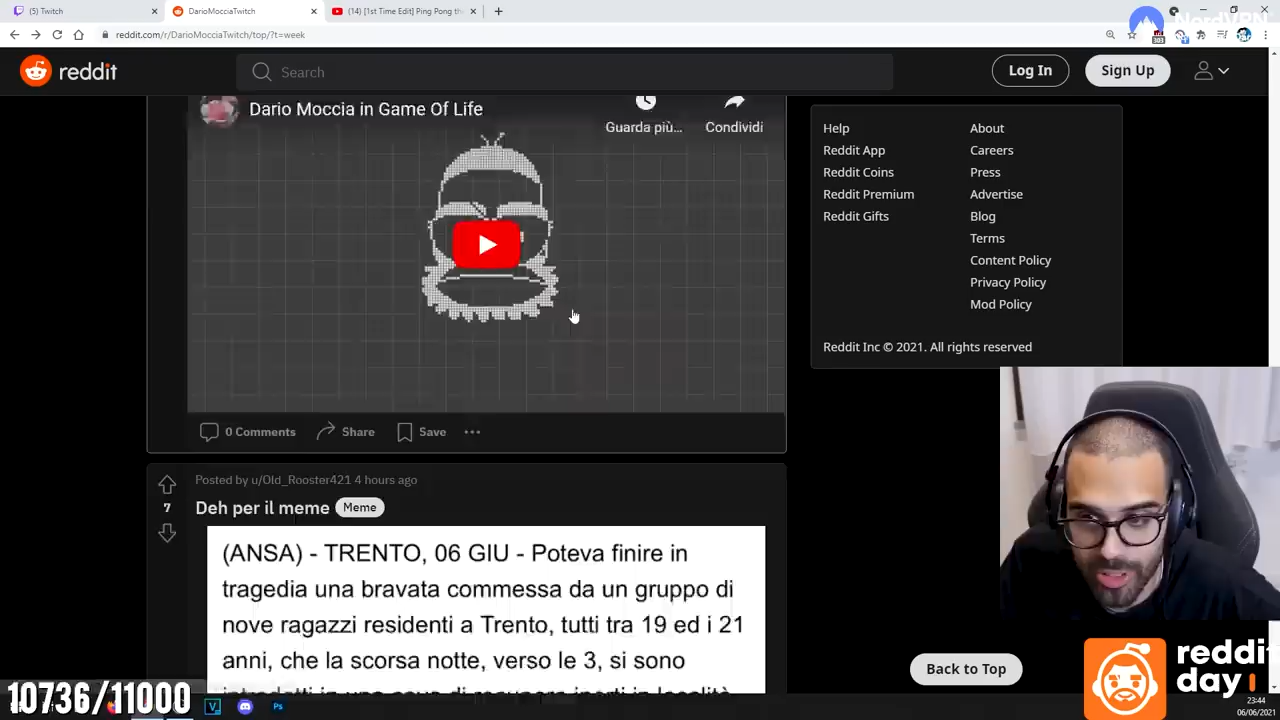 (5) Twitch
DarioMocciaTwitch
(14) [1st Time Edit] Ping Pong th
reddit.com/r/DarioMocciaTwitch/top/?t=week
NordVPN
303
reddit
Search
Log In
Sign Up
Dario Moccia in Game Of Life
Guarda più...
Condividi
0 Comments
Share
Save
Posted by u/Old_Rooster421 4 hours ago
7
Deh per il meme
Meme
(ANSA) - TRENTO, 06 GIU - Poteva finire in
tragedia una bravata commessa da un gruppo di
nove ragazzi residenti a Trento, tutti tra 19 ed i 21
anni, che la scorsa notte, verso le 3, si sono
Help
About
Reddit App
Careers
Reddit Coins
Press
Reddit Premium
Advertise
Reddit Gifts
Blog
Terms
Content Policy
Privacy Policy
Mod Policy
Reddit Inc © 2021. All rights reserved
Back to Top
reddit
day
10736/11000
Ps
23:44
06/06/2021